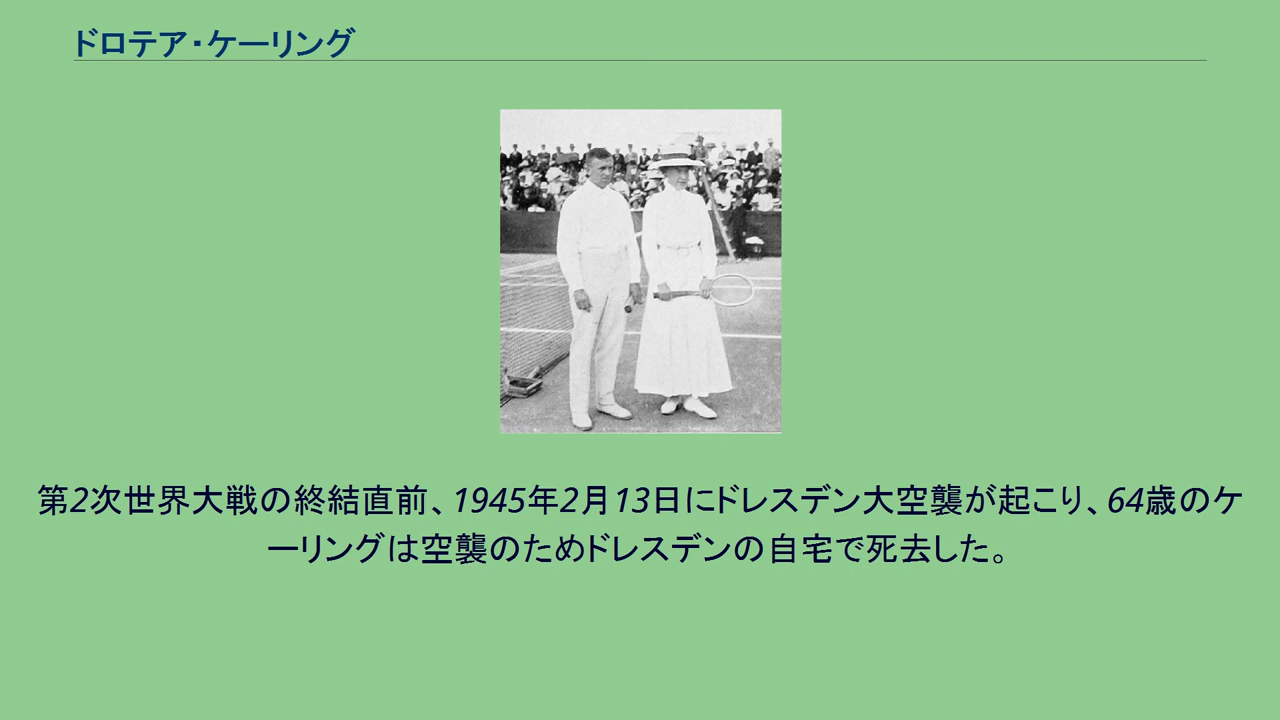 ドロテア・ケーリング
第2次世界大戦の終結直前、1945年2月13日にドレスデン大空襲が起こり、64歳のケ
ーリングは空襲のためドレスデンの自宅で死去した。